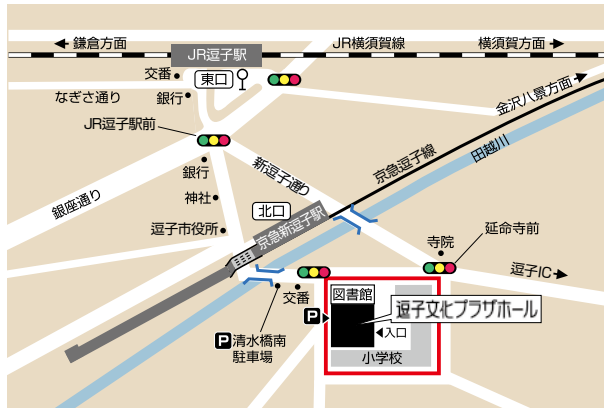 鎌倉方面
JR逗子駅
JR横須賀線
横須賀方面
交番
東口
なぎさ通り
銀行
金沢八景方面
JR逗子駅前
京急逗子線
田越川
銀行
新逗子通り
神社
銀座通り
北口
逗子市役所
京急新逗子駅
寺院
延命寺前
逗子IC
交番
図書館
逗子文化プラザホール
P
入口
P 清水橋南
駐車場
小学校